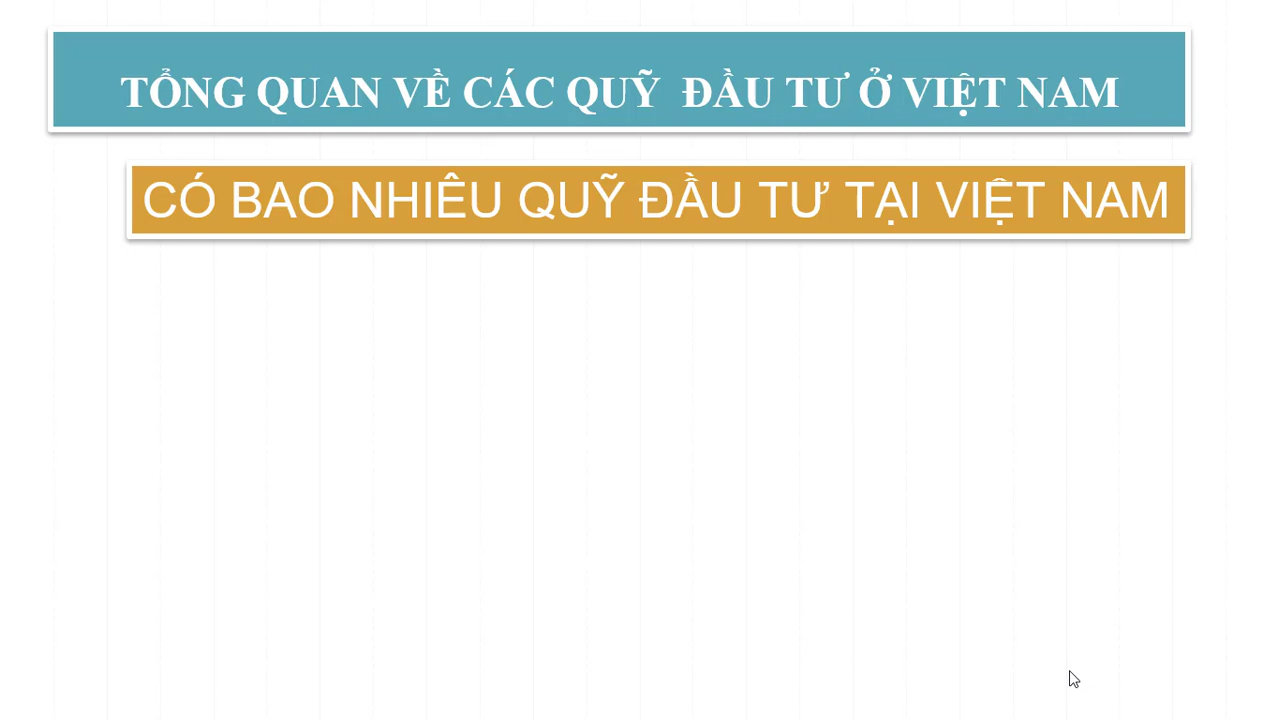 TỔNG QUAN VỀ CÁC QUỸ ĐẦU TƯ Ở VIỆT NAM
CÓ BAO NHIÊU QUỸ ĐẦU TƯ TẠI VIỆT NAM